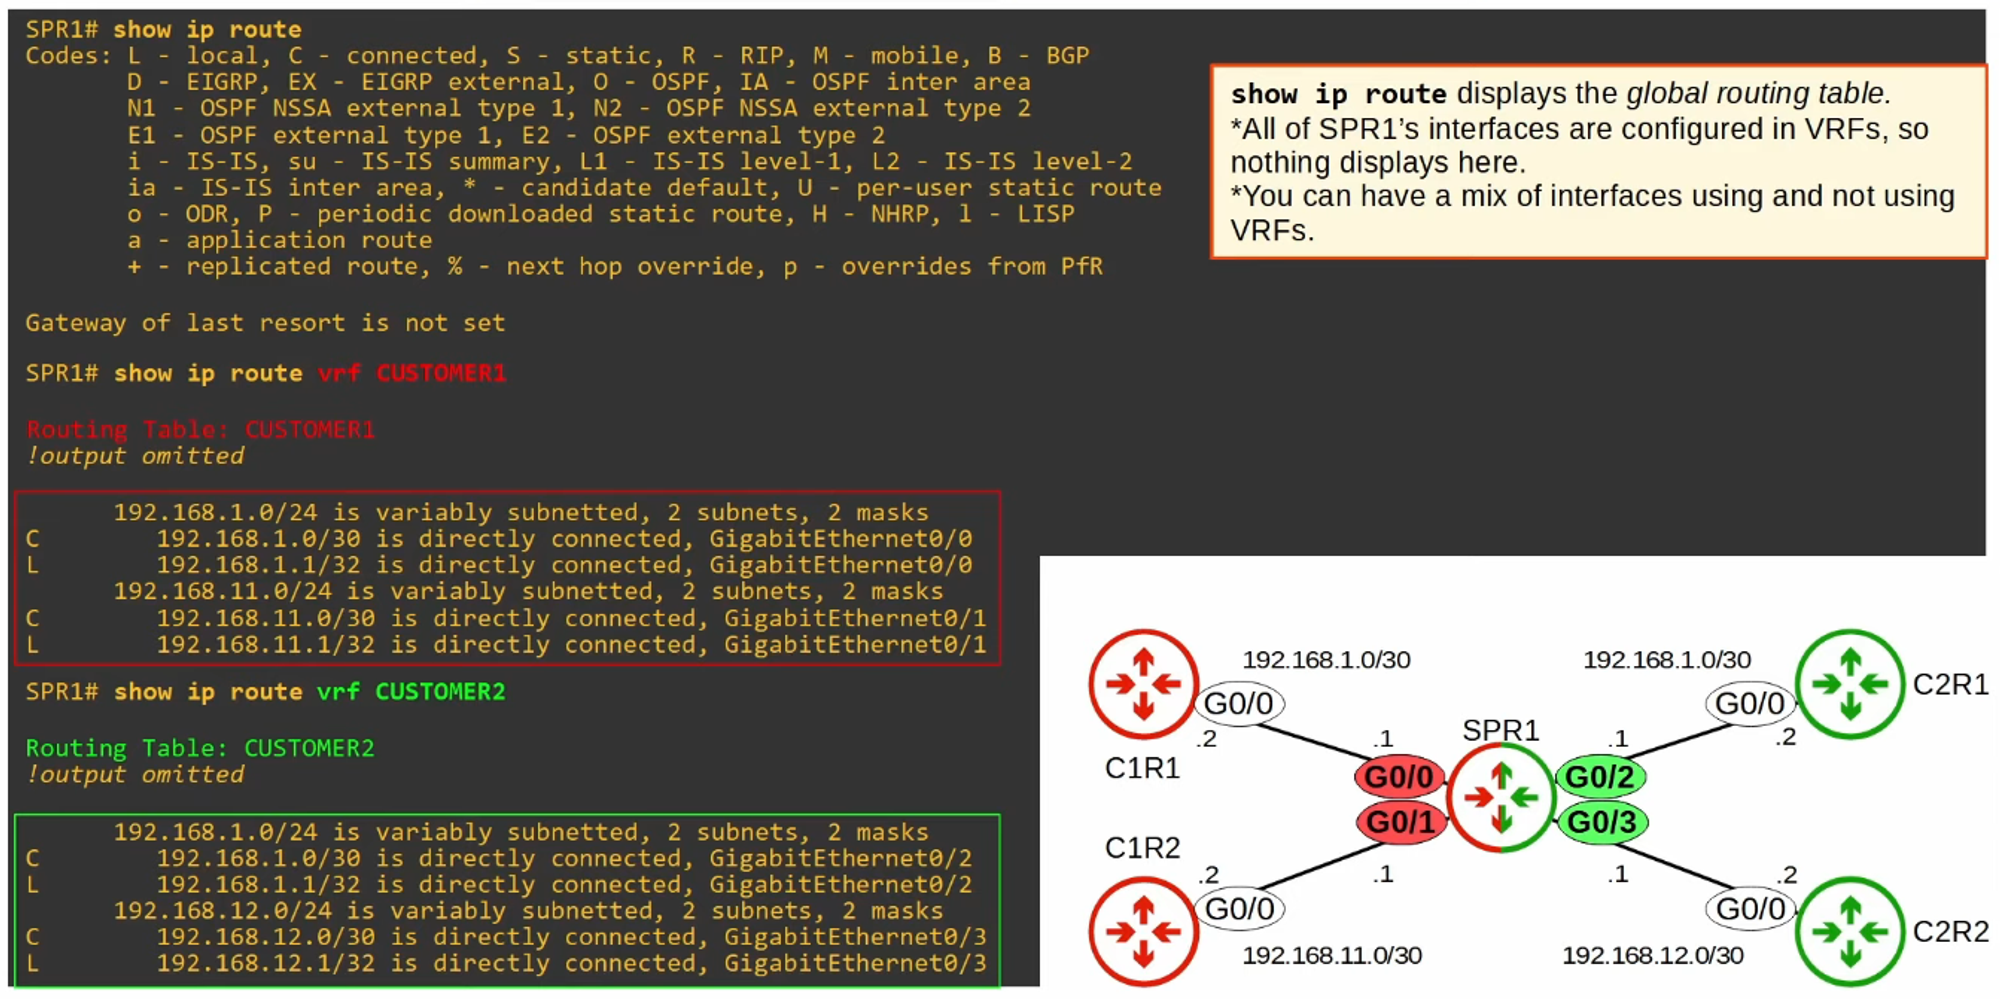 SPR1# show ip route
Codes: L - local, C - connected, S - static, R - RIP, M - mobile, B - BGP
D - EIGRP, EX - EIGRP external, O - OSPF, IA - OSPF inter area
N1 - OSPF NSSA external type 1, N2 - OSPF NSSA external type 2
E1 - OSPF external type 1, E2 - OSPF external type 2
i - IS-IS, su - IS-IS summary, L1 - IS-IS level-1, L2 - IS-IS level-2
ia - IS-IS inter area, * - candidate default, U - per-user static route
o - ODR, P - periodic downloaded static route, H - NHRP, l - LISP
a - application route
+ - replicated route, % - next hop override, p - overrides from PfR
Gateway of last resort is not set
SPR1# show ip route vrf CUSTOMER1
Routing Table: CUSTOMER1
!output omitted
192.168.1.0/24 is variably subnetted, 2 subnets, 2 masks
C 192.168.1.0/30 is directly connected, GigabitEthernet0/0
L 192.168.1.1/32 is directly connected, GigabitEthernet0/0
192.168.11.0/24 is variably subnetted, 2 subnets, 2 masks
C 192.168.11.0/30 is directly connected, GigabitEthernet0/1
L 192.168.11.1/32 is directly connected, GigabitEthernet0/1
SPR1# show ip route vrf CUSTOMER2
Routing Table: CUSTOMER2
!output omitted
192.168.1.0/24 is variably subnetted, 2 subnets, 2 masks
C 192.168.1.0/30 is directly connected, GigabitEthernet0/2
L 192.168.1.1/32 is directly connected, GigabitEthernet0/2
192.168.12.0/24 is variably subnetted, 2 subnets, 2 masks
C 192.168.12.0/30 is directly connected, GigabitEthernet0/3
L 192.168.12.1/32 is directly connected, GigabitEthernet0/3
show ip route displays the global routing table.
*All of SPR1’s interfaces are configured in VRFs, so
nothing displays here.
*You can have a mix of interfaces using and not using
VRFs.
192.168.1.0/30
192.168.1.0/30
G0/0
G0/0
C2R1
.2
.1
SPR1
.1
.2
C1R1
G0/0
G0/2
G0/1
G0/3
C1R2
.2
.1
.1
.2
G0/0
G0/0
C2R2
192.168.11.0/30
192.168.12.0/30